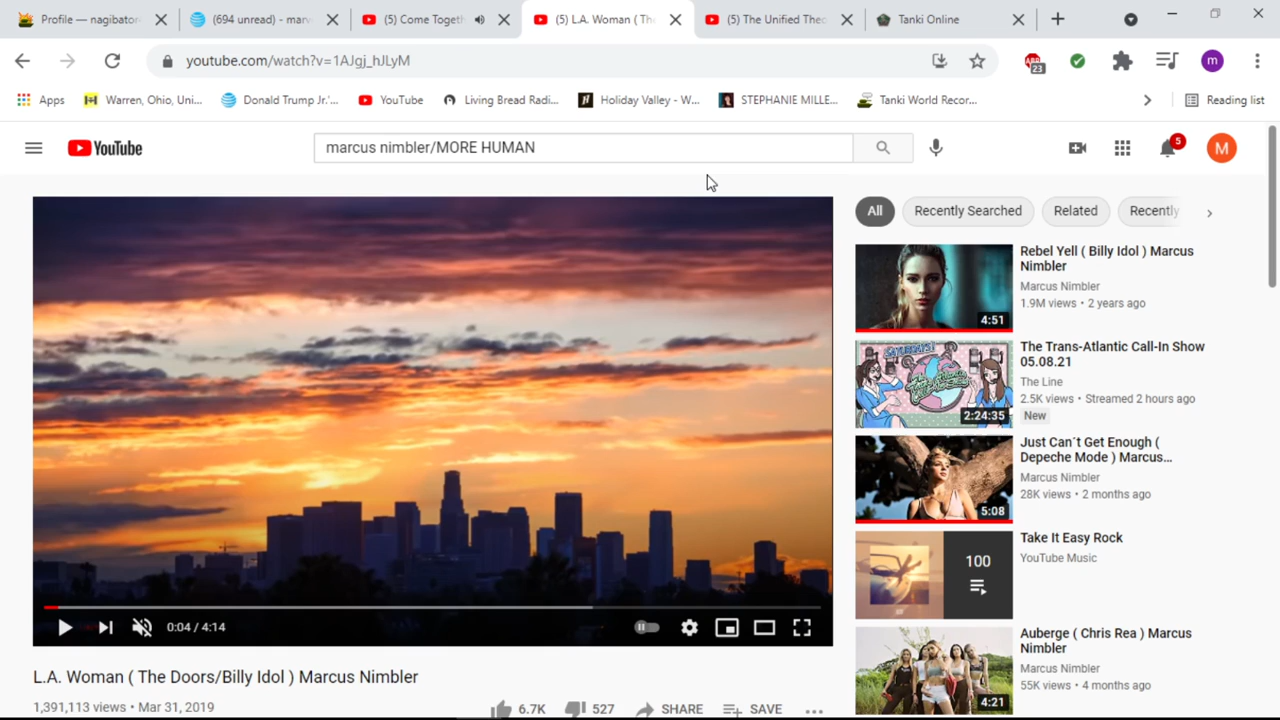 Profile — nagibator
(694 unread) - marv
(5) Come Togeth
(5) L.A. Woman ( The
(5) The Unified Theo
Tanki Online
youtube.com/watch?v=1AJgj_hJLyM
ABP
23
m
Apps
Warren, Ohio, Uni...
Donald Trump Jr.'...
YouTube
Living Bread Radi...
Holiday Valley - W...
STEPHANIE MILLE...
Tanki World Recor...
Reading list
YouTube
marcus nimbler/MORE HUMAN
5
M
All
Recently Searched
Related
Recently
Rebel Yell ( Billy Idol ) Marcus
Nimbler
Marcus Nimbler
1.9M views • 2 years ago
4:51
The Trans-Atlantic Call-In Show
05.08.21
The Line
2.5K views • Streamed 2 hours ago
New
2:24:35
Just Can´t Get Enough (
Depeche Mode ) Marcus...
Marcus Nimbler
28K views • 2 months ago
5:08
Take It Easy Rock
YouTube Music
100
Auberge ( Chris Rea ) Marcus
Nimbler
Marcus Nimbler
55K views • 4 months ago
4:21
0:04 / 4:14
L.A. Woman ( The Doors/Billy Idol ) Marcus Nimbler
1,391,113 views • Mar 31, 2019
6.7K
527
SHARE
SAVE